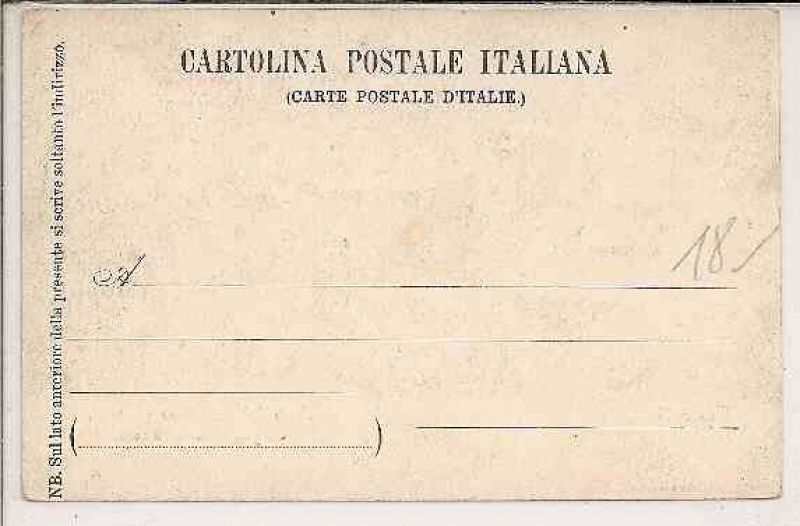 CARTOLINA POSTALE ITALIANA
(CARTE POSTALE D'ITALIE.)
NB. Sul lato anteriore della presente si scrive soltanto l'indirizzo.
A
18